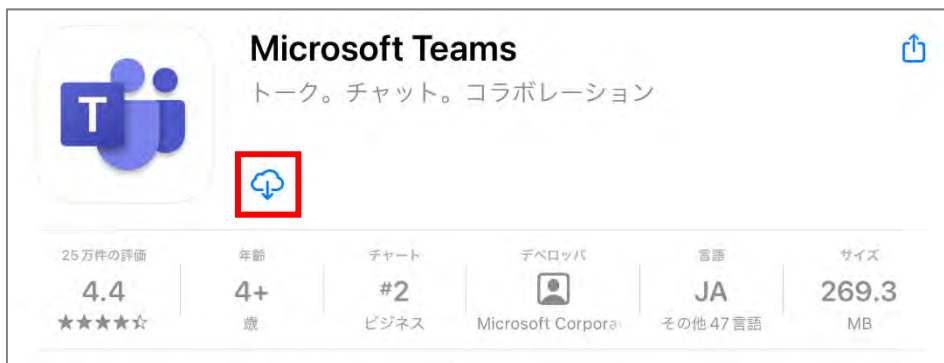 Microsoft Teams
トーク。チャット。コラボレーション
T
25万件の評価
4.4
★★★★☆
年齢
4+
歳
チャート
#2
ビジネス
デベロッパ
Microsoft Corpora
言語
JA
その他 47 言語
サイズ
269.3
MB